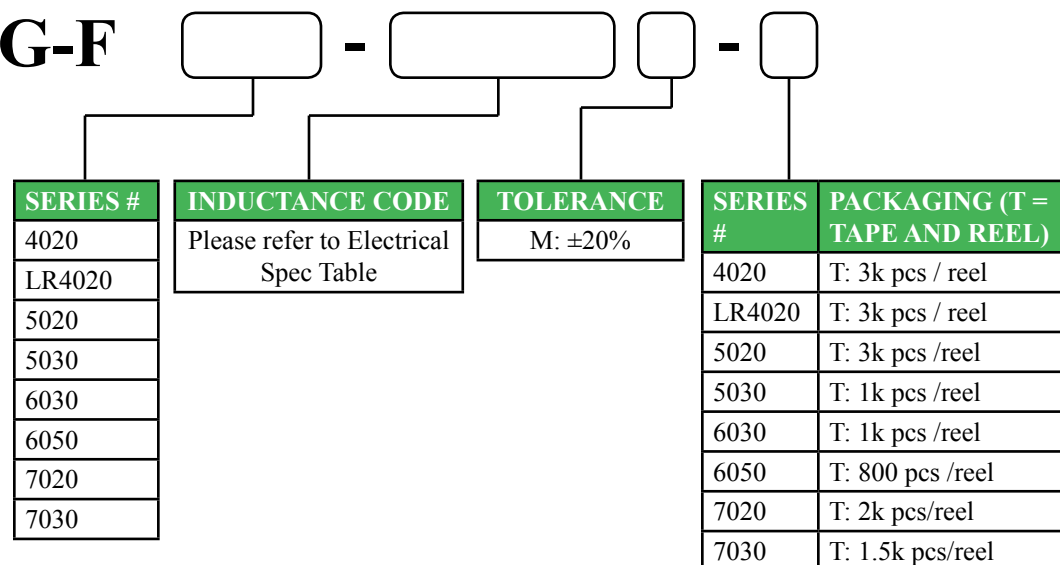 G-F - -
SERIES #
4020
LR4020
5020
5030
6030
6050
7020
7030
INDUCTANCE CODE
Please refer to Electrical
Spec Table
TOLERANCE
M: ±20%
SERIES PACKAGING (T =
# TAPE AND REEL)
4020 T: 3k pcs / reel
LR4020 T: 3k pcs / reel
5020 T: 3k pcs /reel
5030 T: 1k pcs /reel
6030 T: 1k pcs /reel
6050 T: 800 pcs /reel
7020 T: 2k pcs/reel
7030 T: 1.5k pcs/reel